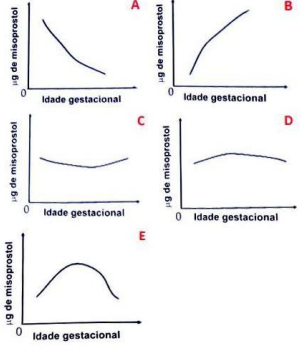 A
µg de misoprostol
0
Idade gestacional
B
µg de misoprostol
0
Idade gestacional
C
µg de misoprostol
0
Idade gestacional
D
µg de misoprostol
0
Idade gestacional
E
µg de misoprostol
0
Idade gestacional